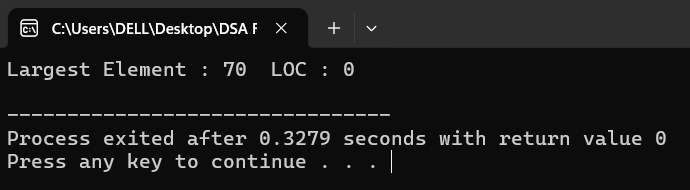 C:\Users\DELL\Desktop\DSA F
Largest Element : 70  LOC : 0
--------------------------------
Process exited after 0.3279 seconds with return value 0
Press any key to continue . . .